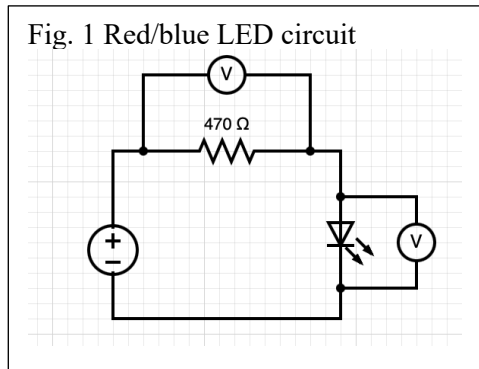 Fig. 1 Red/blue LED circuit
V
470 Ω
+
−
V